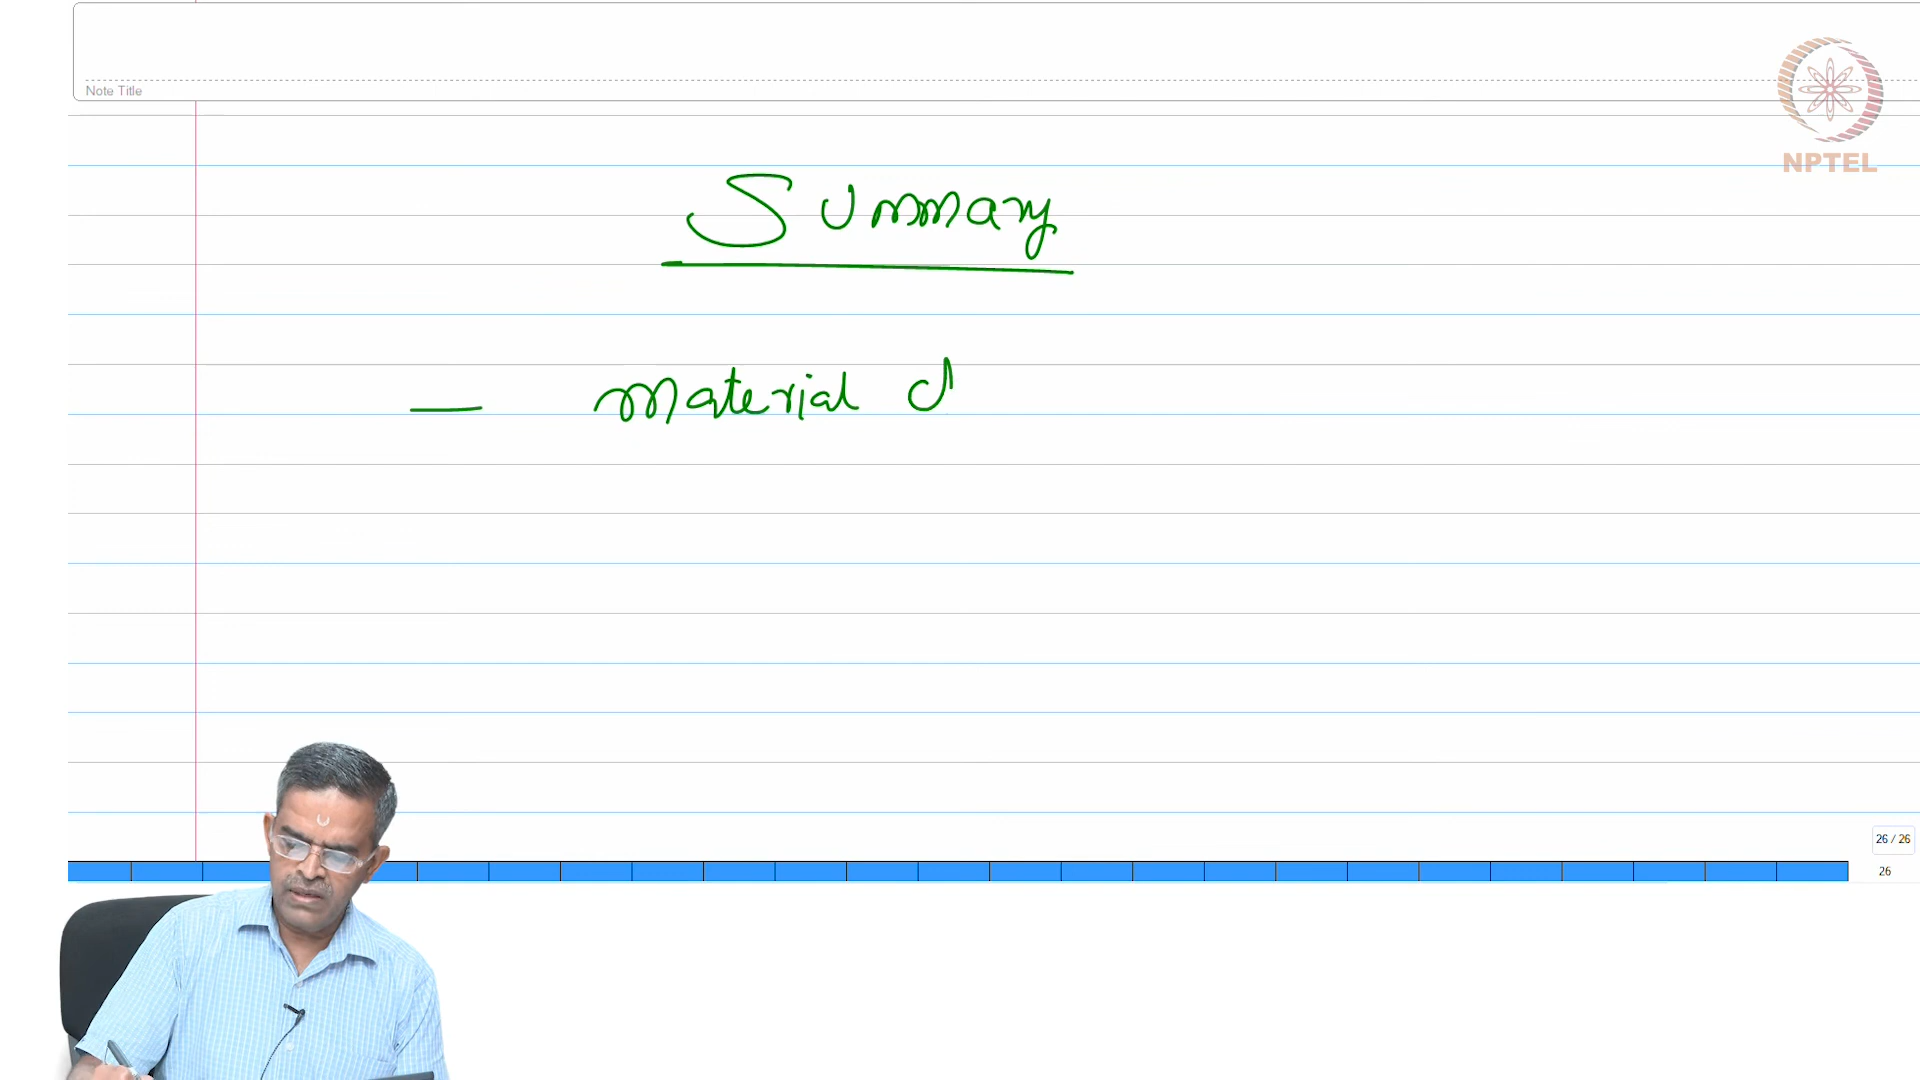 Note Title
NPTEL
Summary
— material d
26 / 26
26